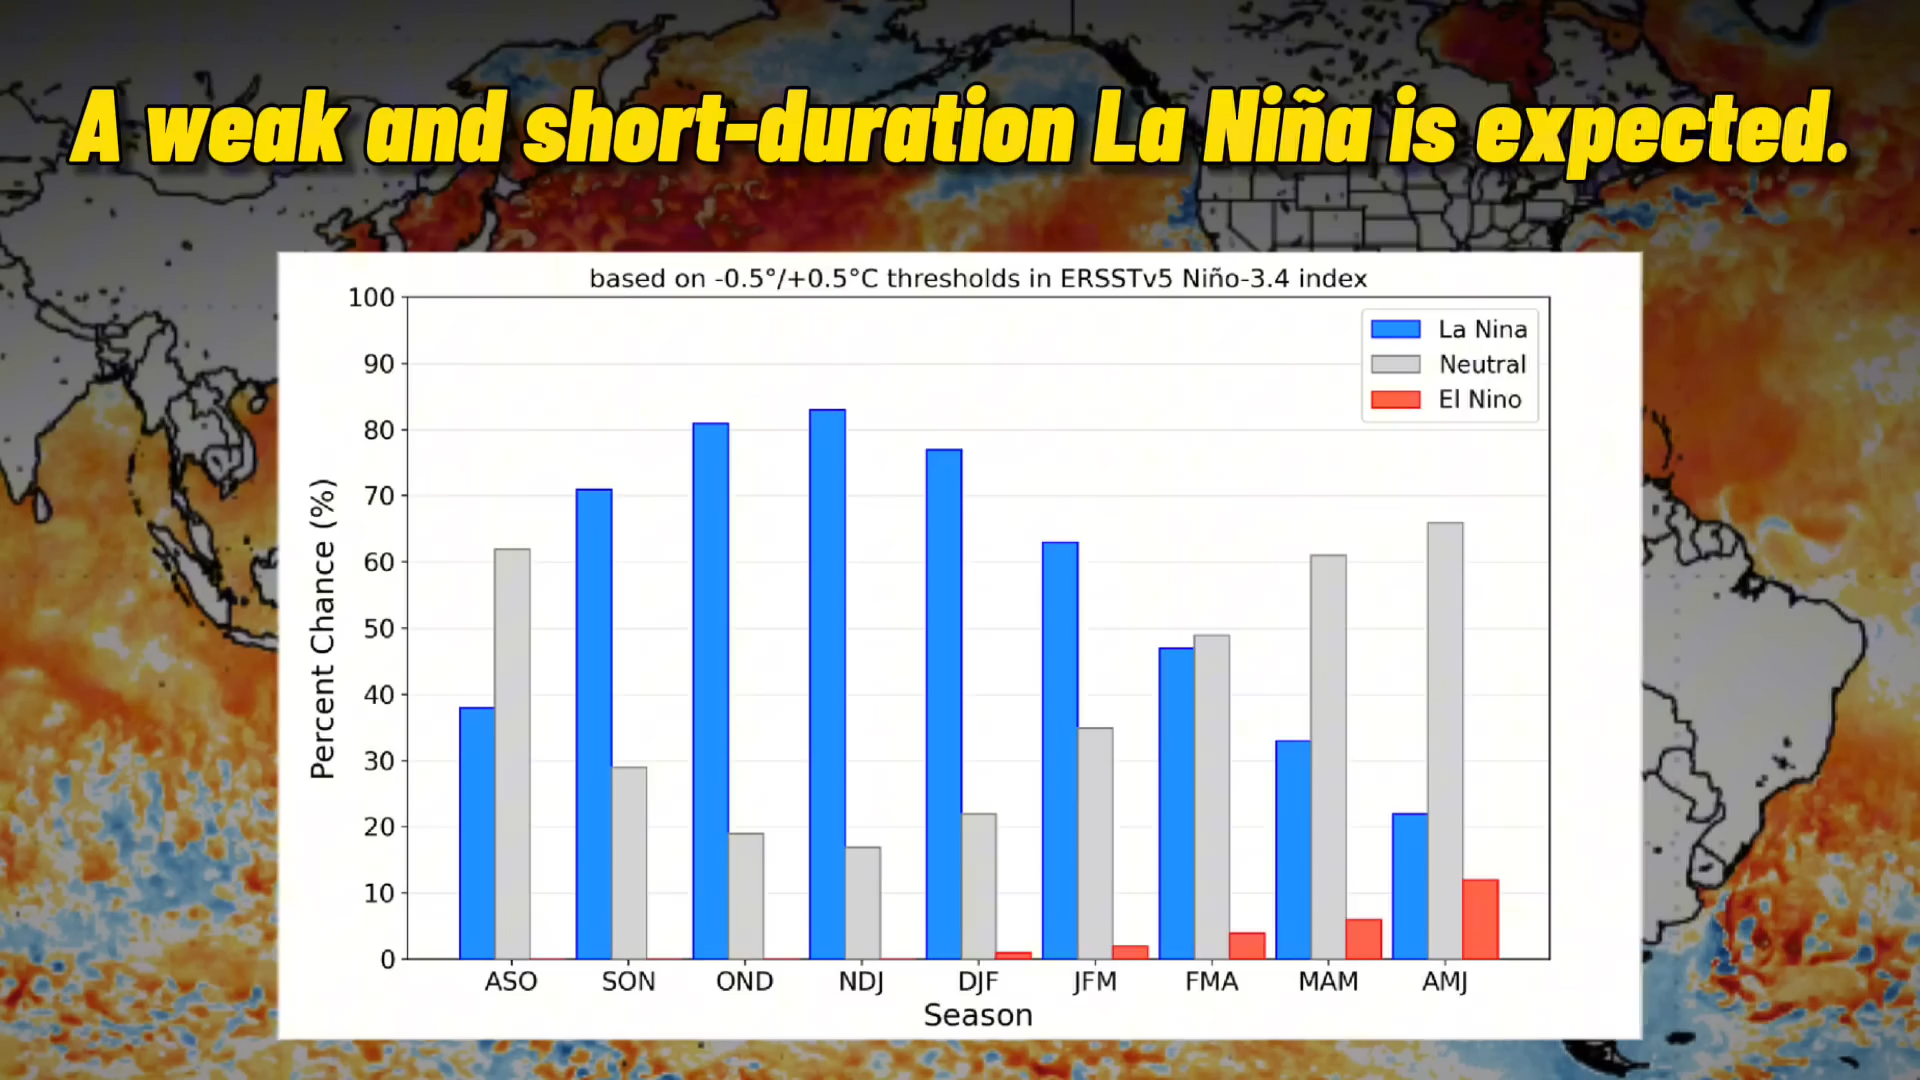 A weak and short-duration La Niña is expected.
based on -0.5°/+0.5°C thresholds in ERSSTv5 Niño-3.4 index
100
90
80
70
60
50
40
30
20
10
0
Percent Chance (%)
La Nina
Neutral
El Nino
ASO SON OND NDJ DJF JFM FMA MAM AMJ
Season